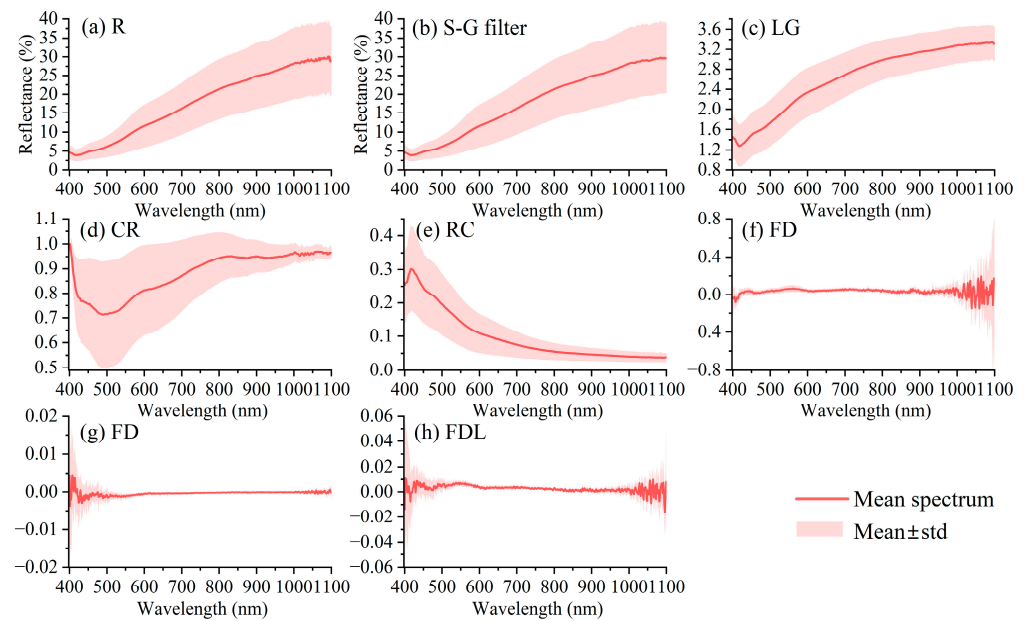 (a) R
Reflectance (%)
40
35
30
25
20
15
10
5
0
400 500 600 700 800 900 1000 1100
Wavelength (nm)
(b) S-G filter
Reflectance (%)
40
35
30
25
20
15
10
5
0
400 500 600 700 800 900 1000 1100
Wavelength (nm)
(c) LG
3.6
3.2
2.8
2.4
2.0
1.6
1.2
0.8
400 500 600 700 800 900 1000 1100
Wavelength (nm)
(d) CR
1.1
1.0
0.9
0.8
0.7
0.6
0.5
400 500 600 700 800 900 1000 1100
Wavelength (nm)
(e) RC
0.4
0.3
0.2
0.1
0.0
400 500 600 700 800 900 1000 1100
Wavelength (nm)
(f) FD
0.8
0.4
0.0
0.4
−0.8
400 500 600 700 800 900 1000 1100
Wavelength (nm)
(g) FD
0.02
0.01
0.00
−0.01
−0.02
400 500 600 700 800 900 1000 1100
Wavelength (nm)
(h) FDL
0.06
0.04
0.02
0.00
−0.02
−0.04
−0.06
400 500 600 700 800 900 1000 1100
Wavelength (nm)
Mean spectrum
Mean±std